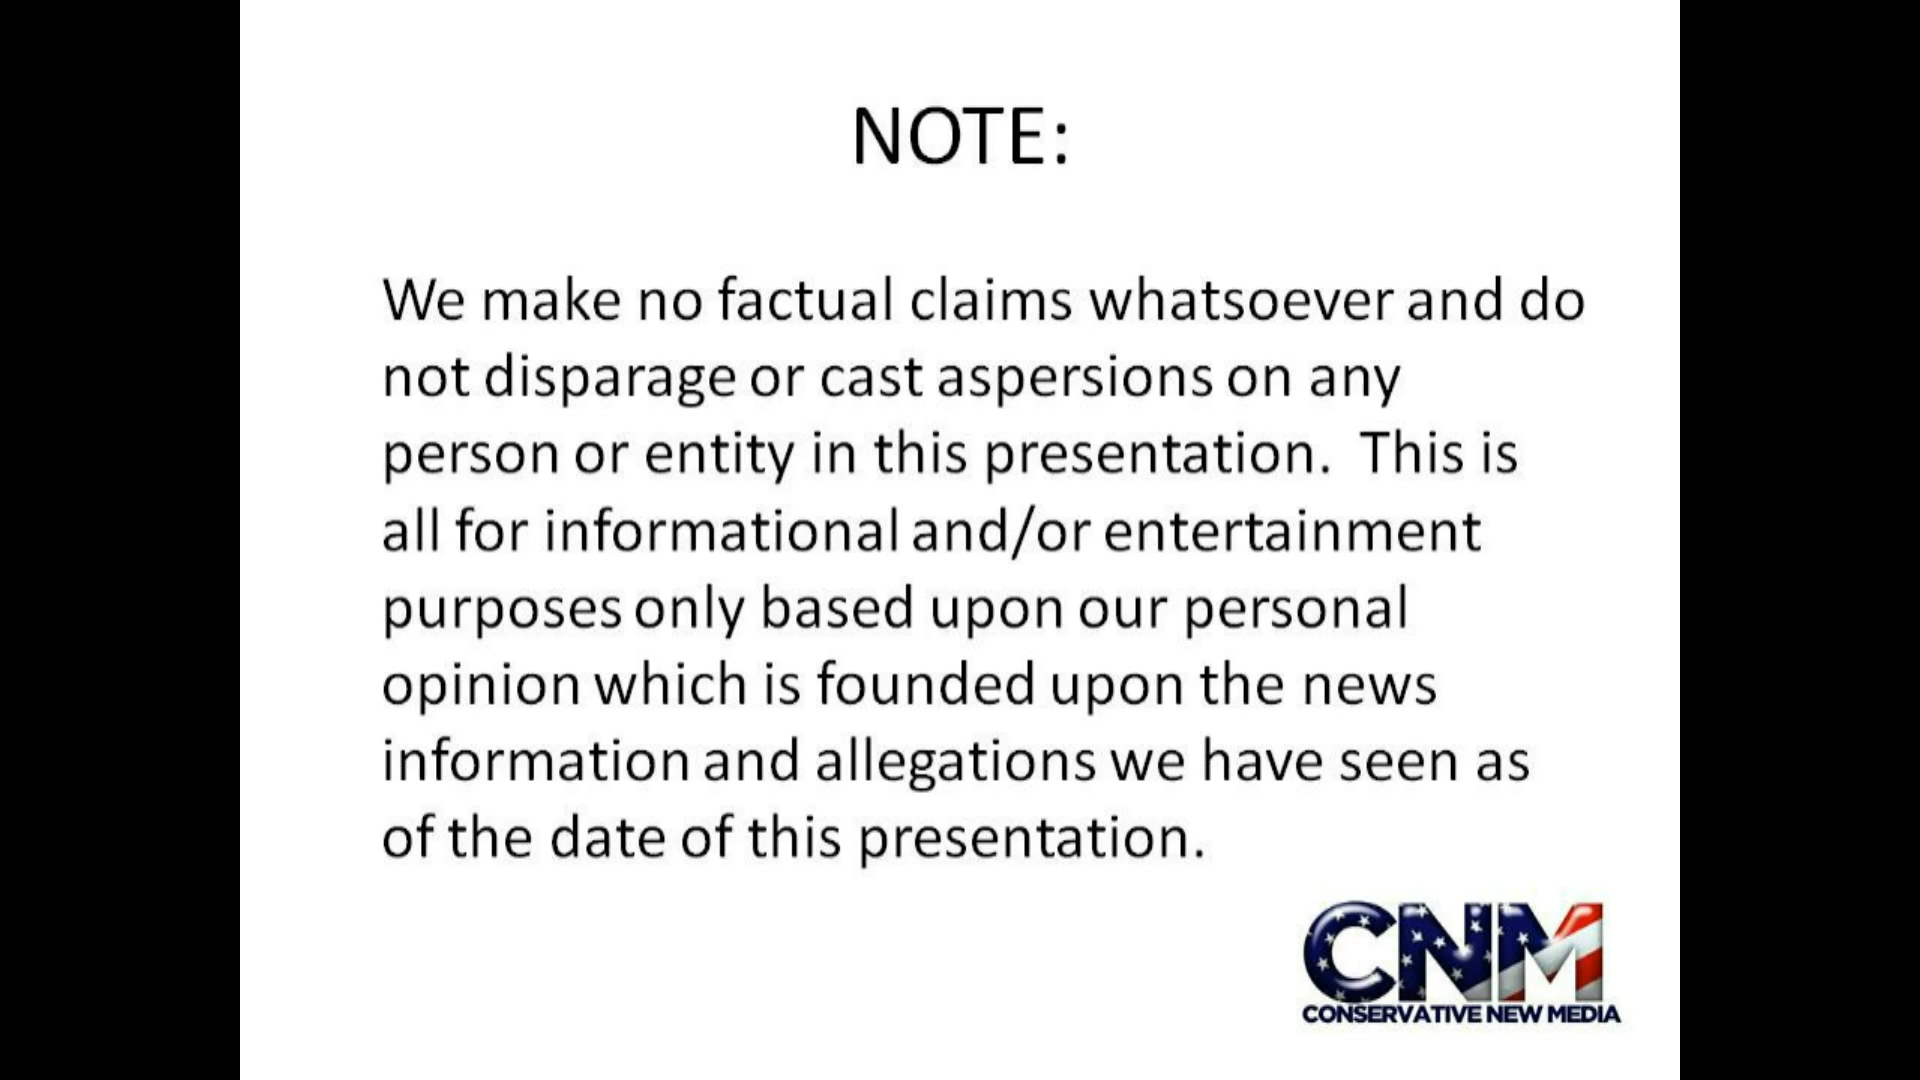 NOTE:
We make no factual claims whatsoever and do
not disparage or cast aspersions on any
person or entity in this presentation.  This is
all for informational and/or entertainment
purposes only based upon our personal
opinion which is founded upon the news
information and allegations we have seen as
of the date of this presentation.
CNM
CONSERVATIVE NEW MEDIA